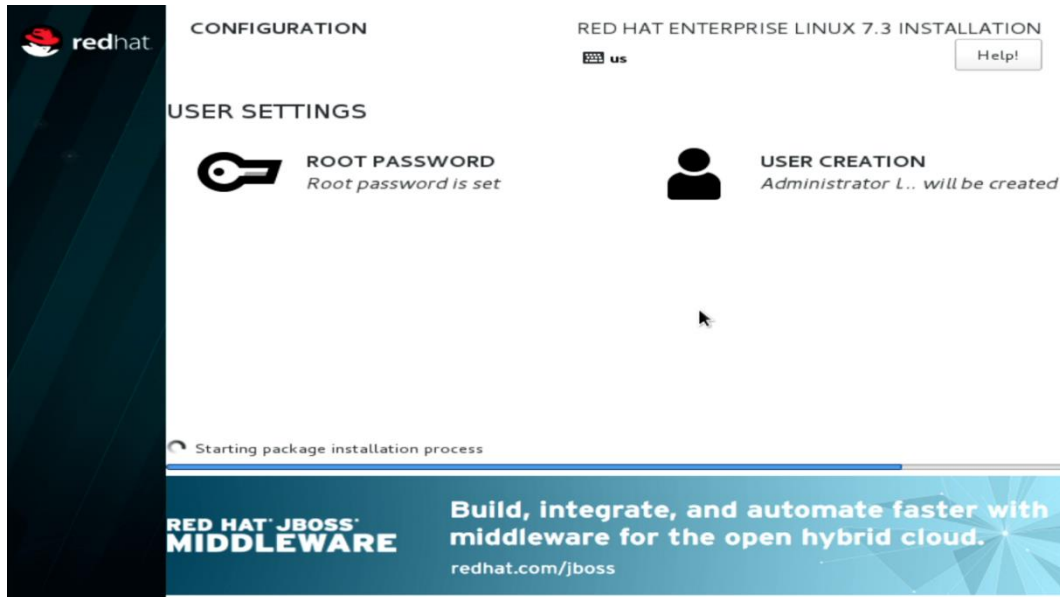 redhat
CONFIGURATION
RED HAT ENTERPRISE LINUX 7.3 INSTALLATION
us
Help!
USER SETTINGS
ROOT PASSWORD
Root password is set
USER CREATION
Administrator L.. will be created
Starting package installation process
RED HAT JBOSS
MIDDLEWARE
Build, integrate, and automate faster with
middleware for the open hybrid cloud.
redhat.com/jboss